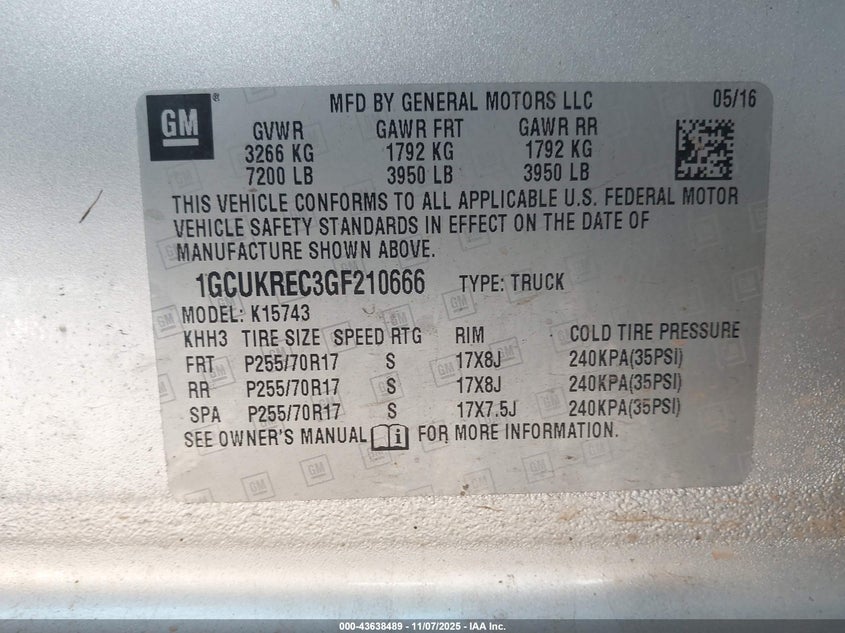 GM ® MFD BY GENERAL MOTORS LLC 05/16
GVWR GAWR FRT GAWR RR
3266 KG 1792 KG 1792 KG
7200 LB 3950 LB 3950 LB
THIS VEHICLE CONFORMS TO ALL APPLICABLE U.S. FEDERAL MOTOR
VEHICLE SAFETY STANDARDS IN EFFECT ON THE DATE OF
MANUFACTURE SHOWN ABOVE.
1GCUKREC3GF210666 TYPE: TRUCK
MODEL: K15743
KHH3 TIRE SIZE SPEED RTG RIM COLD TIRE PRESSURE
FRT P255/70R17 S 17X8J 240KPA(35PSI)
RR P255/70R17 S 17X8J 240KPA(35PSI)
SPA P255/70R17 S 17X7.5J 240KPA(35PSI)
SEE OWNER'S MANUAL FOR MORE INFORMATION.
000-43638489 - 11/07/2025 - IAA Inc.